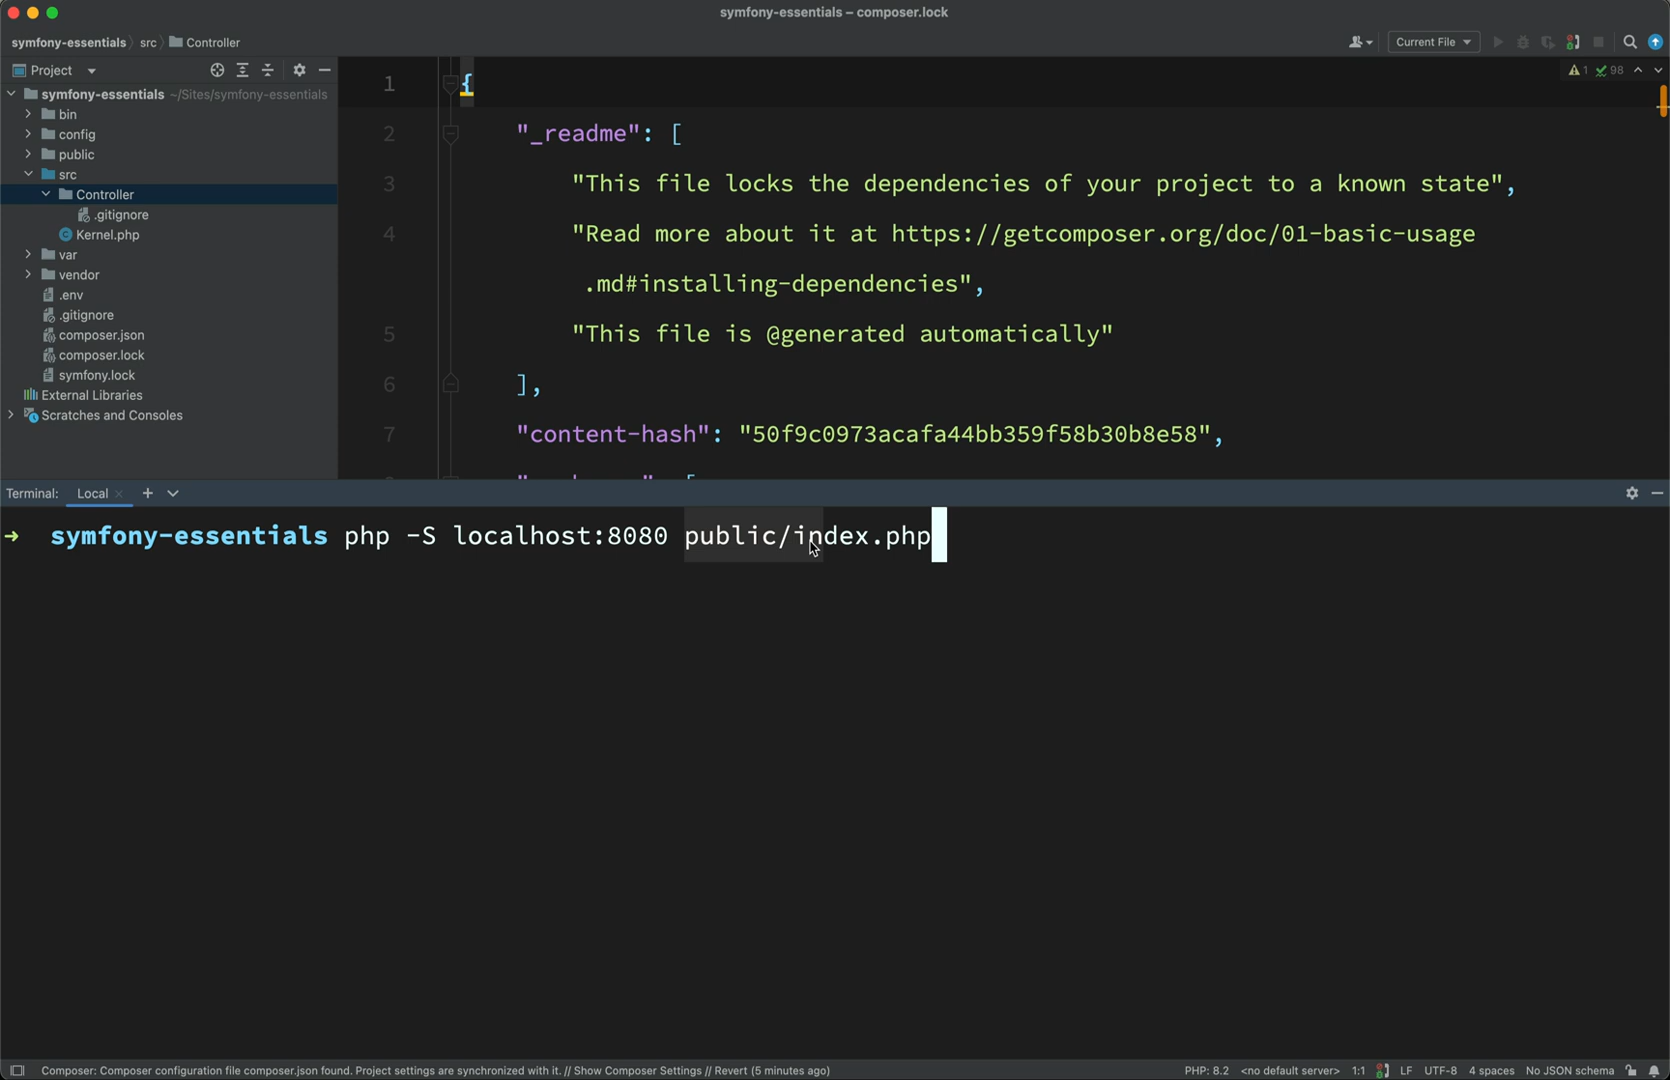 symfony-essentials – composer.lock
symfony-essentials src Controller
Current File
Project
1 98
symfony-essentials ~/Sites/symfony-essentials
bin
config
public
src
Controller
.gitignore
Kernel.php
var
vendor
.env
.gitignore
composer.json
composer.lock
symfony.lock
External Libraries
Scratches and Consoles
1 {
2 "_readme": [
3 "This file locks the dependencies of your project to a known state",
4 "Read more about it at https://getcomposer.org/doc/01-basic-usage
.md#installing-dependencies",
5 "This file is @generated automatically"
6 ],
7 "content-hash": "50f9c0973acafa44bb359f58b30b8e58",
Terminal: Local
→ symfony-essentials php -S localhost:8080 public/index.php
Composer: Composer configuration file composer.json found. Project settings are synchronized with it. // Show Composer Settings // Revert (5 minutes ago)
PHP: 8.2 <no default server> 1:1 LF UTF-8 4 spaces No JSON schema